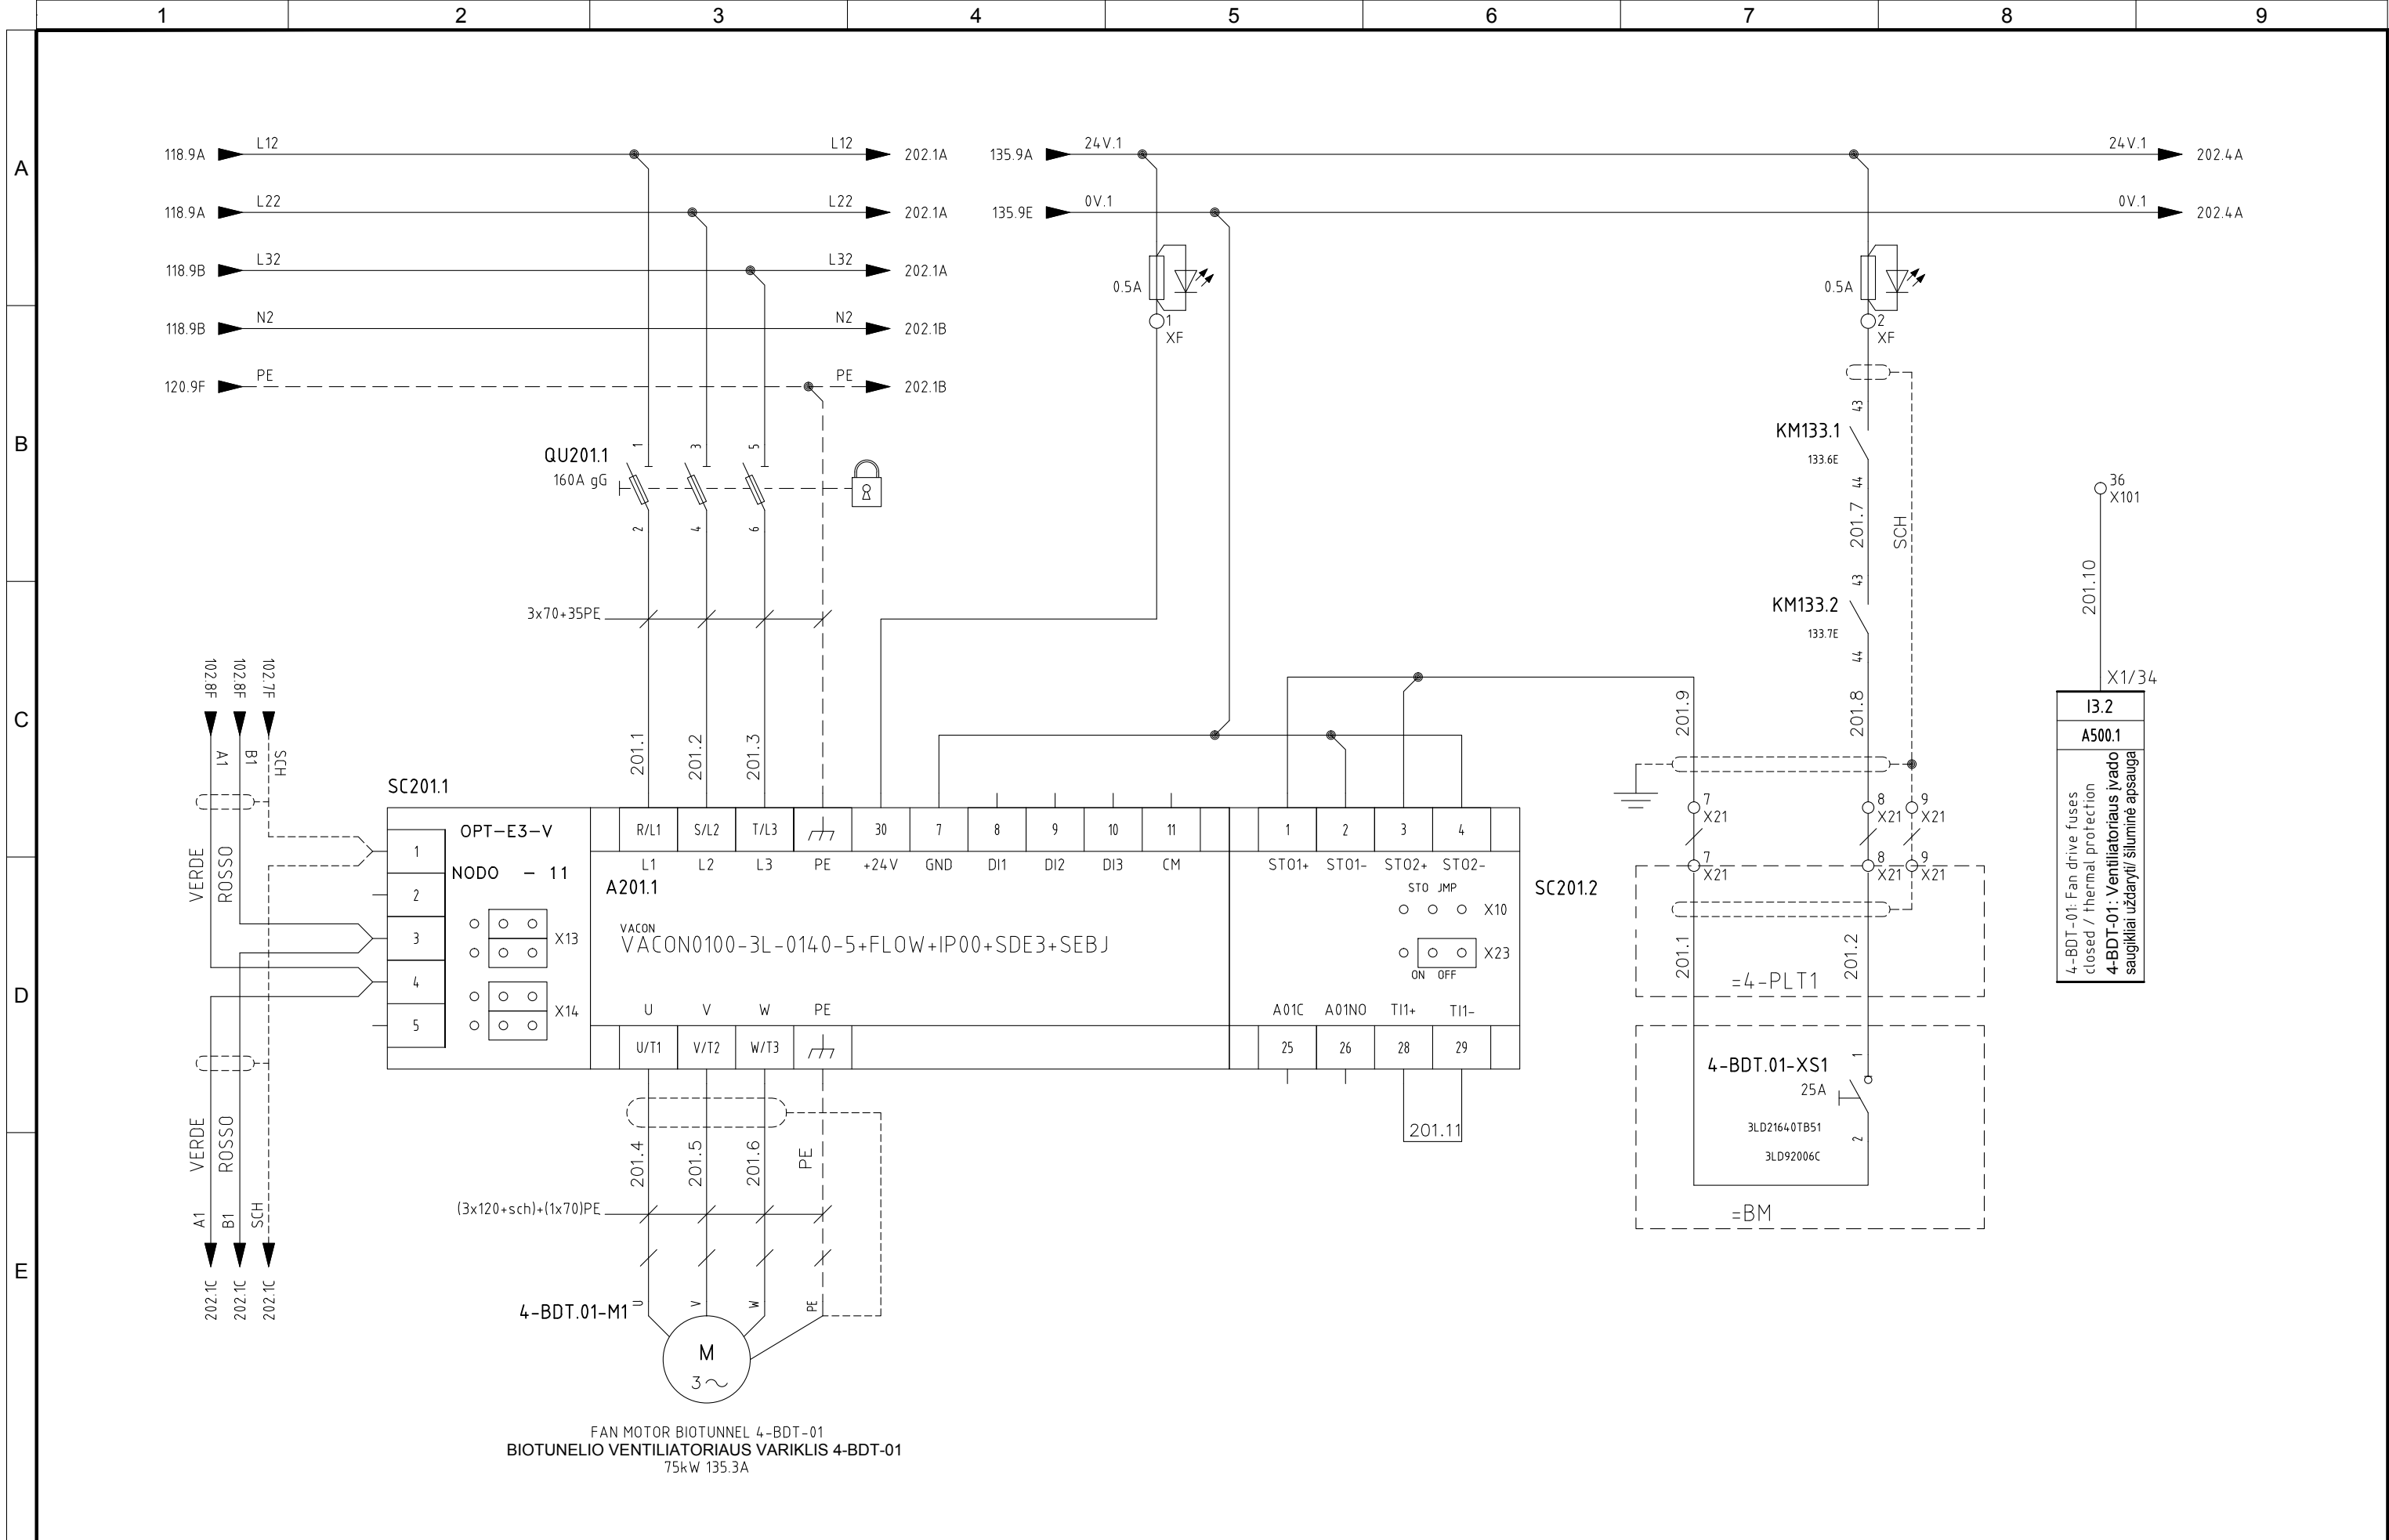 1 2 3 4 5 6 7 8 9
A
B
C
D
E
118.9A L12 L12 202.1A
118.9A L22 L22 202.1A
118.9B L32 L32 202.1A
118.9B N2 N2 202.1B
120.9F PE PE 202.1B
135.9A 24V.1 24V.1 202.4A
135.9E 0V.1 0V.1 202.4A
0.5A
1
XF
0.5A
2
XF
QU201.1
160A gG
1 3 5
2 4 6
3x70+35PE
201.1 201.2 201.3
43
KM133.1
133.6E
44
201.7
SCH
43
KM133.2
133.7E
44
201.9 201.8
36
X101
201.10
X1/34
I3.2
A500.1
4-BDT-01: Fan drive fuses
closed / thermal protection
4-BDT-01: Ventiliatoriaus įvado
saugikliai uždaryti/ šiluminė apsauga
102.8F 102.8F 102.7F
A1 B1 SCH
VERDE ROSSO
SC201.1
OPT-E3-V
NODO - 11
1
2
3
4
5
X13
X14
R/L1 S/L2 T/L3 30 7 8 9 10 11 1 2 3 4
L1 L2 L3 PE +24V GND DI1 DI2 DI3 CM STO1+ STO1- STO2+ STO2-
A201.1
STO JMP
X10
X23
ON OFF
SC201.2
VACON
VACON0100-3L-0140-5+FLOW+IP00+SDE3+SEBJ
U V W PE A01C A01NO TI1+ TI1-
U/T1 V/T2 W/T3 25 26 28 29
201.11
7
X21
8
X21
9
X21
7
X21
8
X21
9
X21
201.1 201.2
=4-PLT1
4-BDT.01-XS1
25A
1
2
3LD21640TB51
3LD92006C
=BM
VERDE ROSSO
A1 B1 SCH
202.1C 202.1C 202.1C
201.4 201.5 201.6 PE
(3x120+sch)+(1x70)PE
4-BDT.01-M1
U V W PE
M
3
FAN MOTOR BIOTUNNEL 4-BDT-01
BIOTUNELIO VENTILIATORIAUS VARIKLIS 4-BDT-01
75kW 135.3A